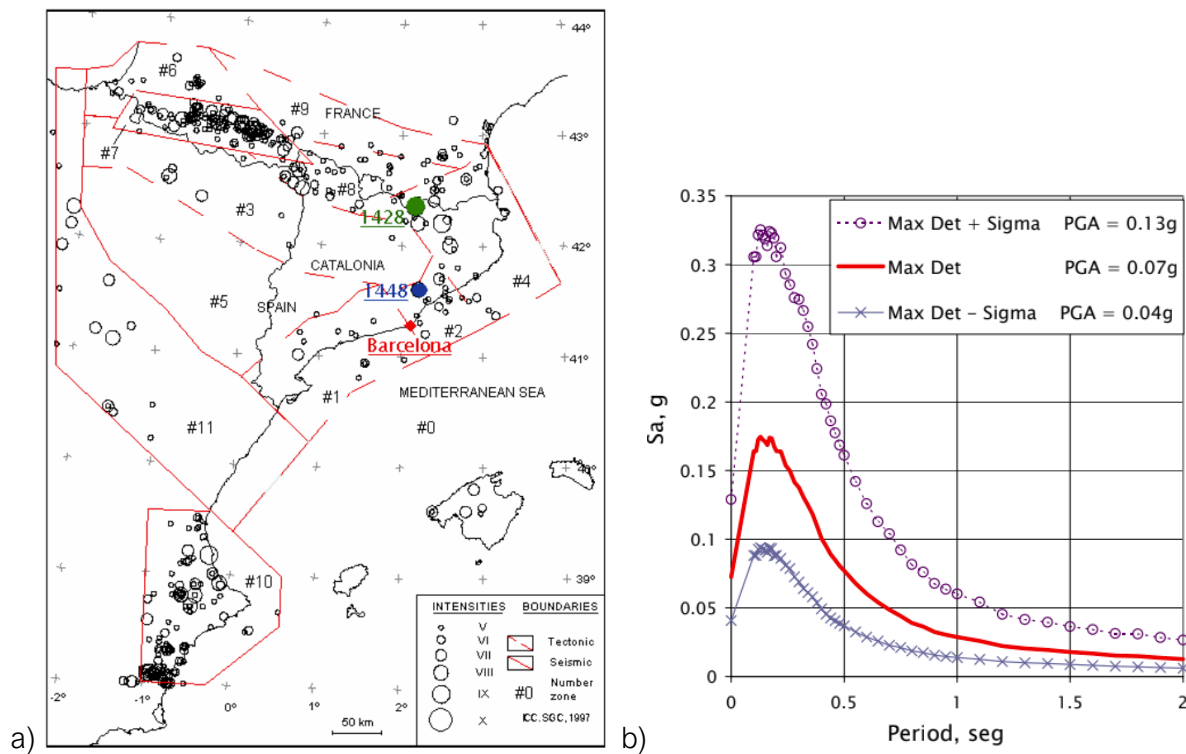 44°
#6
#9
FRANCE
43°
#7
#8
#3
1428
42°
CATALONIA
#4
1448
#5
SPAIN
#2
Barcelona
41°
#1
MEDITERRANEAN SEA
#0
#11
39°
#10
INTENSITIES BOUNDARIES
V
VI Tectonic
VII
VIII Seismic
IX #0 Number zone
X ICC. SGC, 1997
-2° -1° 0° 1° 2°
50 km
a)
0.35
0.3
0.25
0.2
0.15
0.1
0.05
0
Sa, g
Max Det + Sigma PGA = 0.13g
Max Det PGA = 0.07g
Max Det – Sigma PGA = 0.04g
0 0.5 1 1.5 2
Period, seg
b)